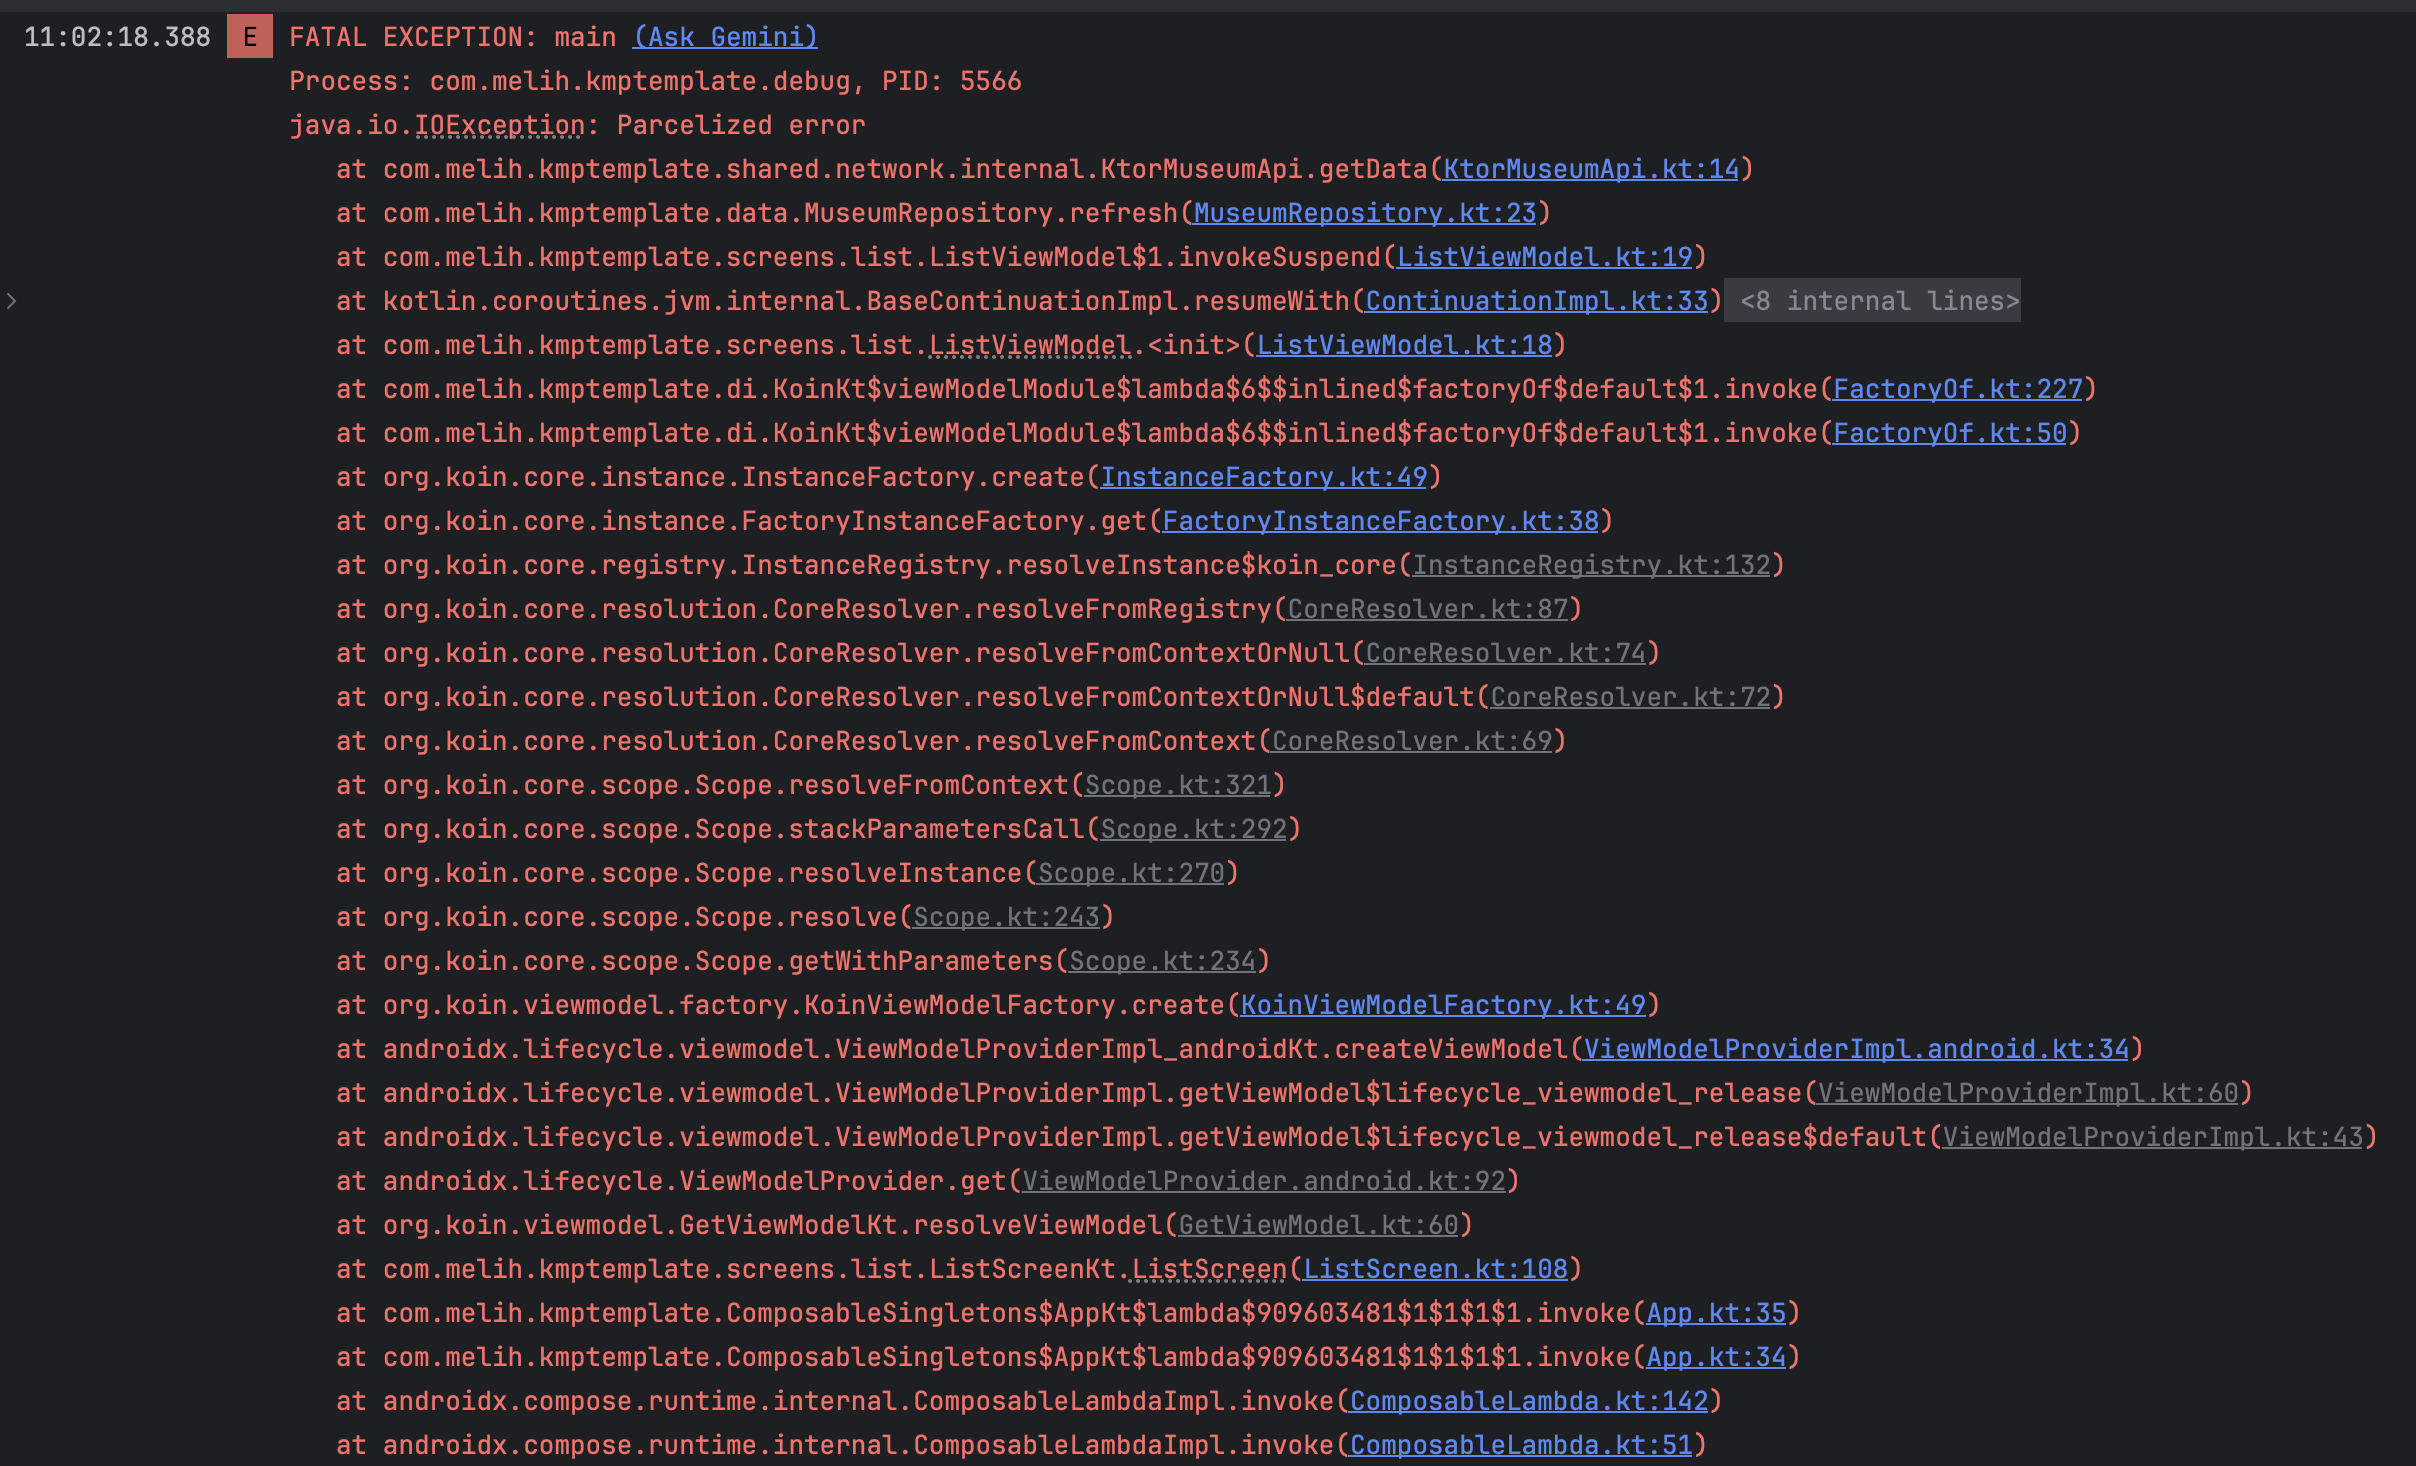 11:02:18.388 E FATAL EXCEPTION: main (Ask Gemini)
Process: com.melih.kmptemplate.debug, PID: 5566
java.io.IOException: Parcelized error
at com.melih.kmptemplate.shared.network.internal.KtorMuseumApi.getData(KtorMuseumApi.kt:14)
at com.melih.kmptemplate.data.MuseumRepository.refresh(MuseumRepository.kt:23)
at com.melih.kmptemplate.screens.list.ListViewModel$1.invokeSuspend(ListViewModel.kt:19)
at kotlin.coroutines.jvm.internal.BaseContinuationImpl.resumeWith(ContinuationImpl.kt:33) <8 internal lines>
at com.melih.kmptemplate.screens.list.ListViewModel.<init>(ListViewModel.kt:18)
at com.melih.kmptemplate.di.KoinKt$viewModelModule$lambda$6$$inlined$factoryOf$default$1.invoke(FactoryOf.kt:227)
at com.melih.kmptemplate.di.KoinKt$viewModelModule$lambda$6$$inlined$factoryOf$default$1.invoke(FactoryOf.kt:50)
at org.koin.core.instance.InstanceFactory.create(InstanceFactory.kt:49)
at org.koin.core.instance.FactoryInstanceFactory.get(FactoryInstanceFactory.kt:38)
at org.koin.core.registry.InstanceRegistry.resolveInstance$koin_core(InstanceRegistry.kt:132)
at org.koin.core.resolution.CoreResolver.resolveFromRegistry(CoreResolver.kt:87)
at org.koin.core.resolution.CoreResolver.resolveFromContextOrNull(CoreResolver.kt:74)
at org.koin.core.resolution.CoreResolver.resolveFromContextOrNull$default(CoreResolver.kt:72)
at org.koin.core.resolution.CoreResolver.resolveFromContext(CoreResolver.kt:69)
at org.koin.core.scope.Scope.resolveFromContext(Scope.kt:321)
at org.koin.core.scope.Scope.stackParametersCall(Scope.kt:292)
at org.koin.core.scope.Scope.resolveInstance(Scope.kt:270)
at org.koin.core.scope.Scope.resolve(Scope.kt:243)
at org.koin.core.scope.Scope.getWithParameters(Scope.kt:234)
at org.koin.viewmodel.factory.KoinViewModelFactory.create(KoinViewModelFactory.kt:49)
at androidx.lifecycle.viewmodel.ViewModelProviderImpl_androidKt.createViewModel(ViewModelProviderImpl.android.kt:34)
at androidx.lifecycle.viewmodel.ViewModelProviderImpl.getViewModel$lifecycle_viewmodel_release(ViewModelProviderImpl.kt:60)
at androidx.lifecycle.viewmodel.ViewModelProviderImpl.getViewModel$lifecycle_viewmodel_release$default(ViewModelProviderImpl.kt:43)
at androidx.lifecycle.ViewModelProvider.get(ViewModelProvider.android.kt:92)
at org.koin.viewmodel.GetViewModelKt.resolveViewModel(GetViewModel.kt:60)
at com.melih.kmptemplate.screens.list.ListScreenKt.ListScreen(ListScreen.kt:108)
at com.melih.kmptemplate.ComposableSingletons$AppKt$lambda$909603481$1$1$1$1.invoke(App.kt:35)
at com.melih.kmptemplate.ComposableSingletons$AppKt$lambda$909603481$1$1$1$1.invoke(App.kt:34)
at androidx.compose.runtime.internal.ComposableLambdaImpl.invoke(ComposableLambda.kt:142)
at androidx.compose.runtime.internal.ComposableLambdaImpl.invoke(ComposableLambda.kt:51)